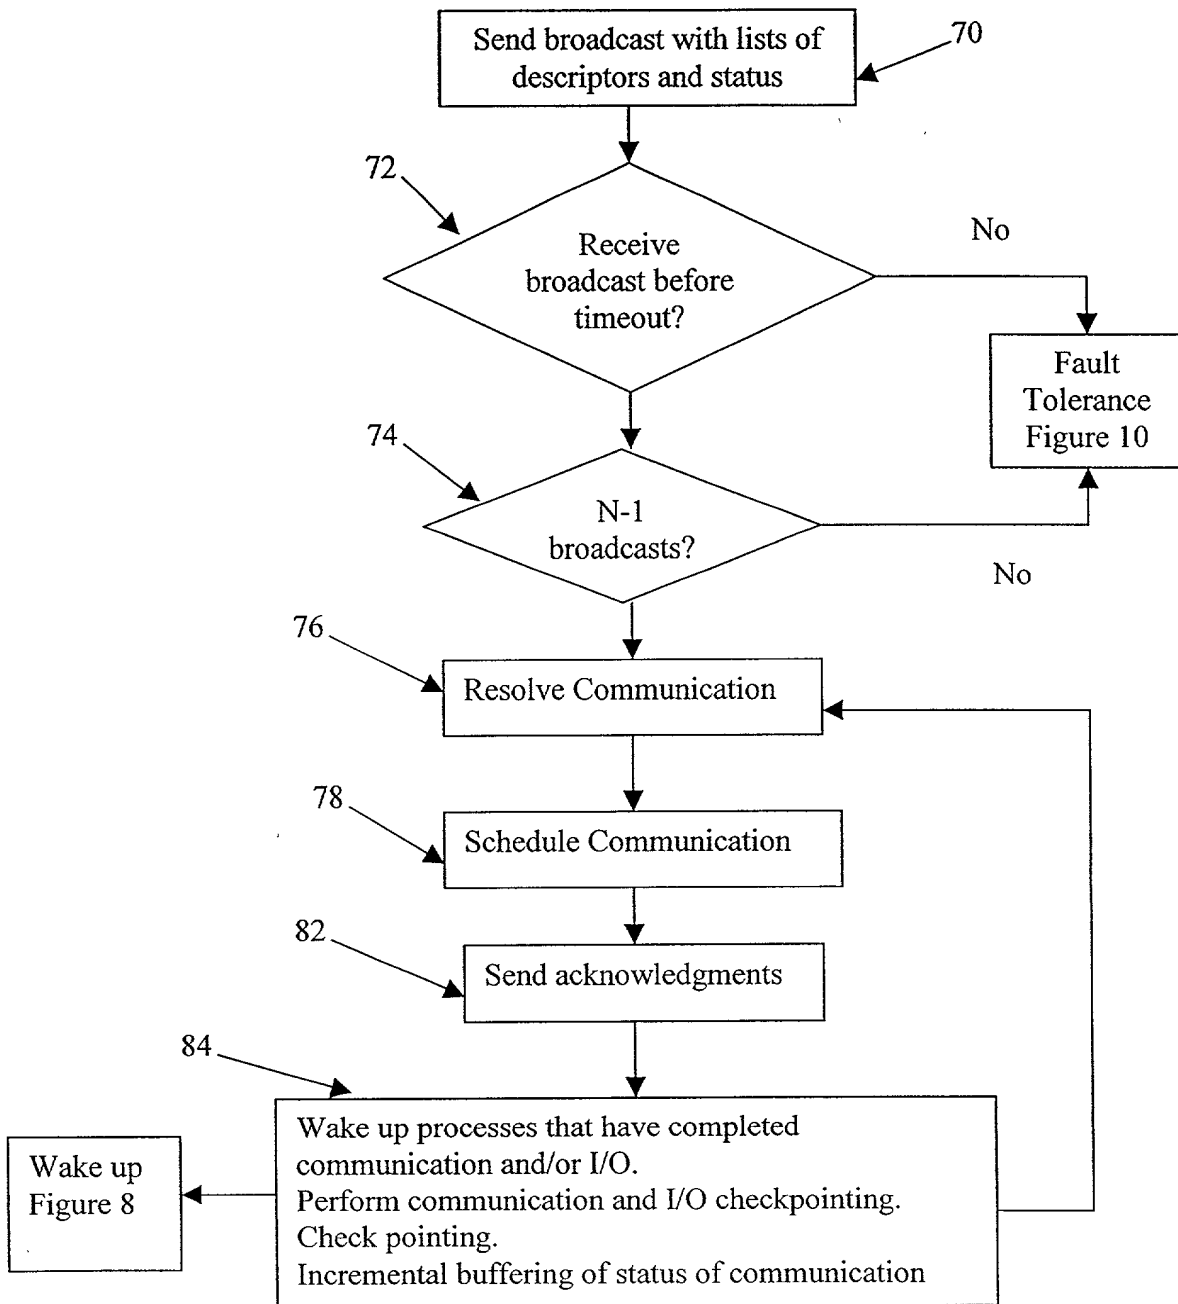 Send broadcast with lists of
descriptors and status
70
72
Receive
broadcast before
timeout?
No
Fault
Tolerance
Figure 10
74
N-1
broadcasts?
No
76
Resolve Communication
78
Schedule Communication
82
Send acknowledgments
84
Wake up processes that have completed
communication and/or I/O.
Perform communication and I/O checkpointing.
Check pointing.
Incremental buffering of status of communication
Wake up
Figure 8